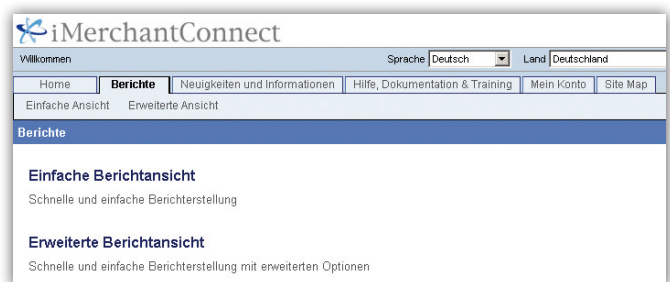 iMerchantConnect
Willkommen Sprache Deutsch Land Deutschland
Home Berichte Neuigkeiten und Informationen Hilfe, Dokumentation & Training Mein Konto Site Map
Einfache Ansicht Erweiterte Ansicht
Berichte
Einfache Berichtansicht
Schnelle und einfache Berichterstellung
Erweiterte Berichtansicht
Schnelle und einfache Berichterstellung mit erweiterten Optionen